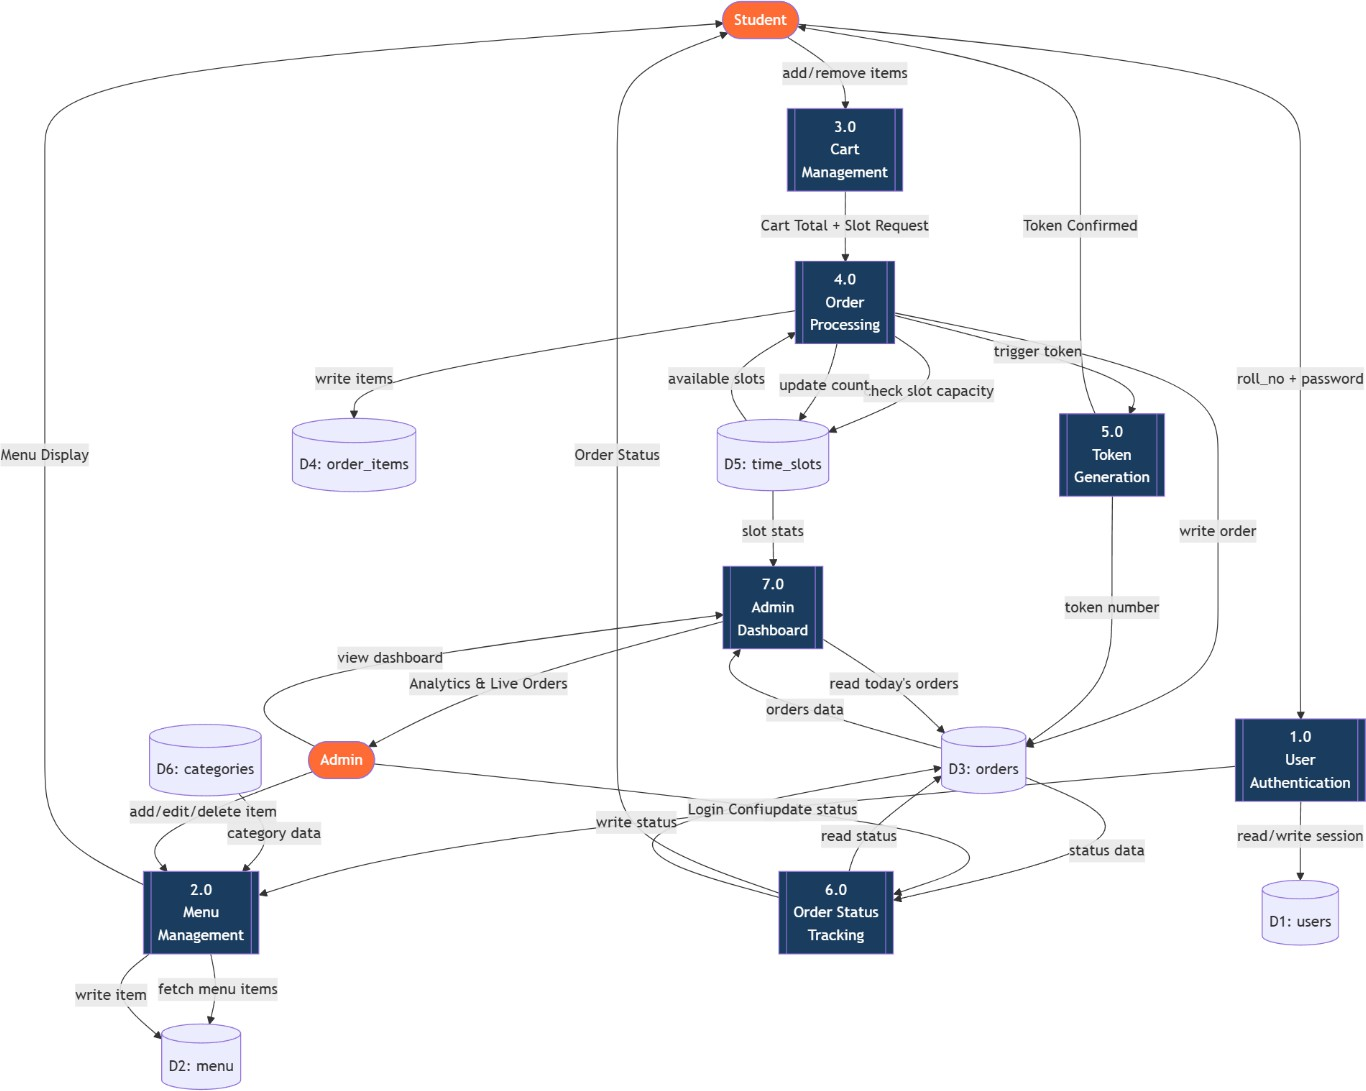 Student
add/remove items
3.0
Cart
Management
Cart Total + Slot Request
Token Confirmed
4.0
Order
Processing
trigger token
write items
available slots
update count
check slot capacity
roll_no + password
D4: order_items
D5: time_slots
5.0
Token
Generation
Menu Display
Order Status
slot stats
write order
7.0
Admin
Dashboard
token number
view dashboard
Analytics & Live Orders
read today's orders
orders data
D6: categories
Admin
D3: orders
1.0
User
Authentication
add/edit/delete item
category data
write status
Login Confi
update status
read status
status data
read/write session
2.0
Menu
Management
6.0
Order Status
Tracking
D1: users
write item
fetch menu items
D2: menu